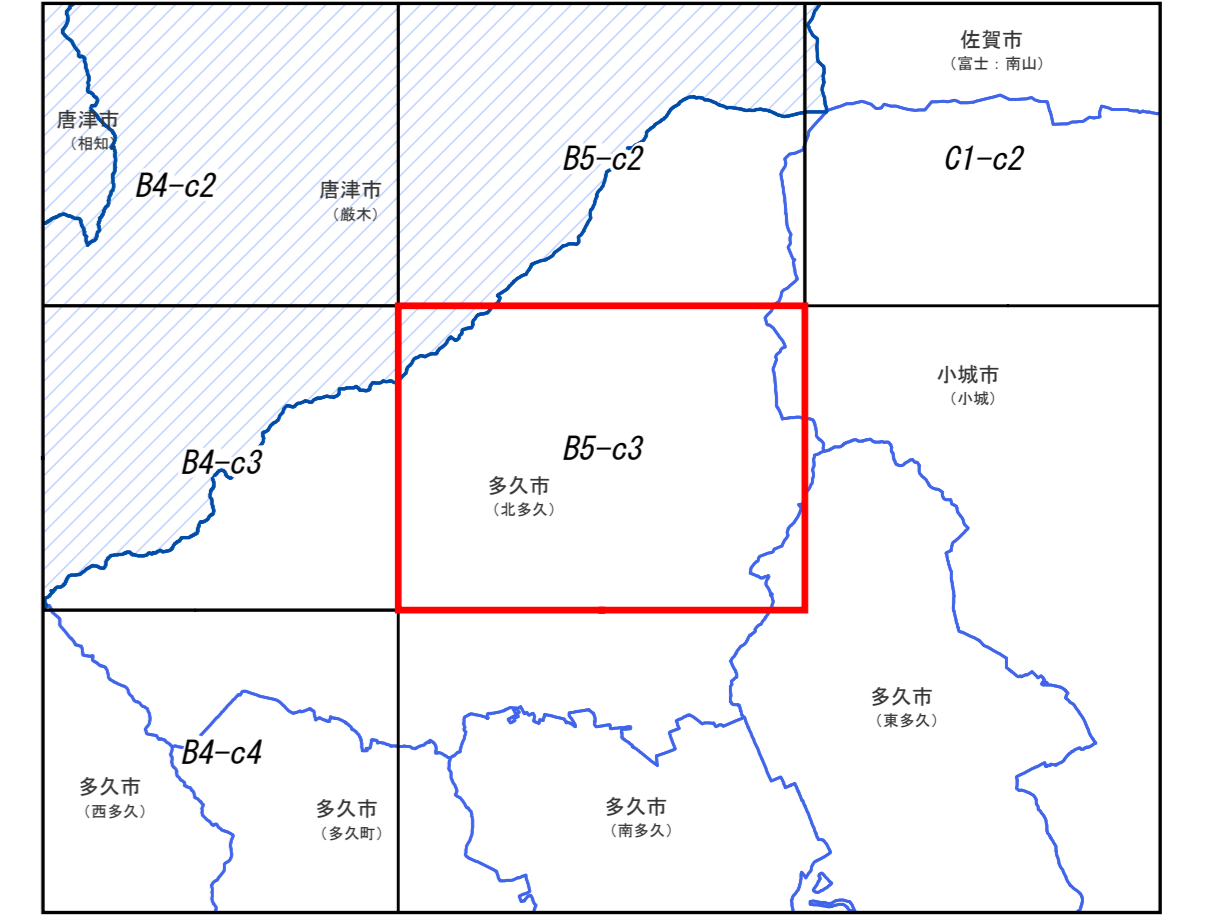 佐賀市
（富士：南山）
唐津市
（相知）
B4-c2
唐津市
（厳木）
B5-c2
C1-c2
小城市
（小城）
B4-c3
B5-c3
多久市
（北多久）
多久市
（東多久）
B4-c4
多久市
（西多久）
多久市
（多久町）
多久市
（南多久）